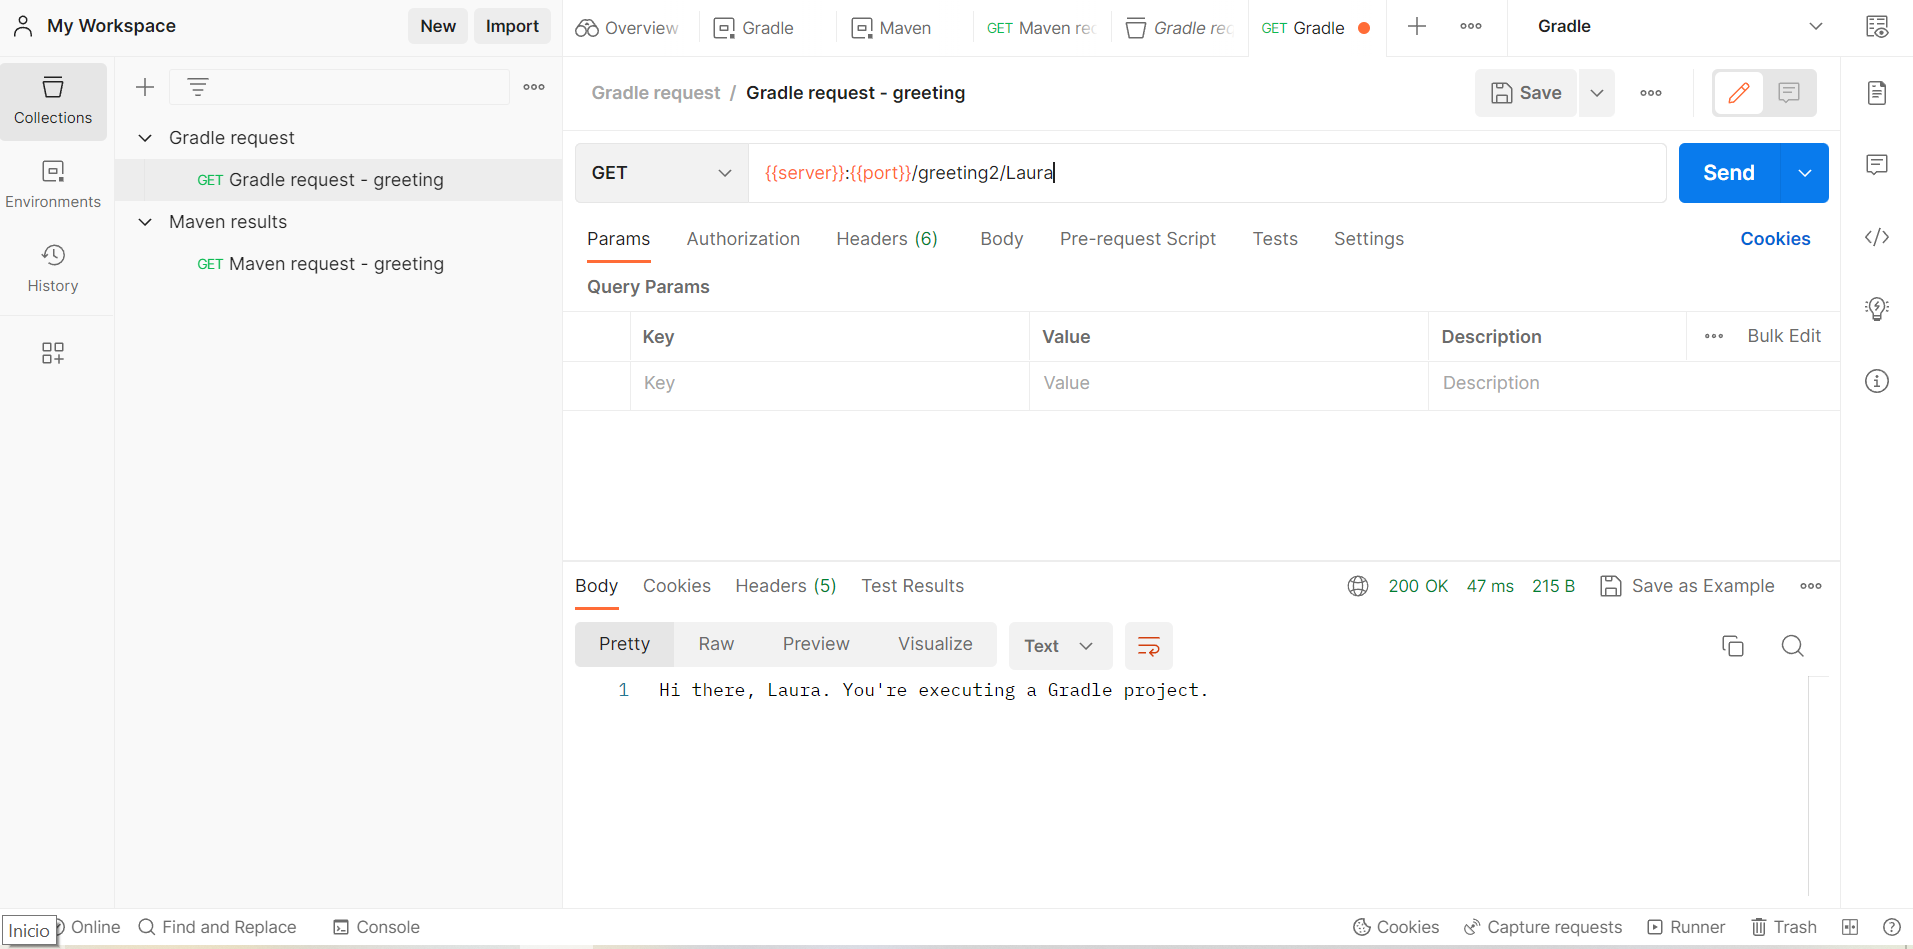 My Workspace
New
Import
Overview
Gradle
Maven
GET Maven rec
Gradle rec
GET Gradle
Gradle
Collections
Environments
History
Gradle request
GET Gradle request - greeting
Maven results
GET Maven request - greeting
Gradle request / Gradle request - greeting
Save
GET
{{server}}:{{port}}/greeting2/Laura
Send
Params
Authorization
Headers (6)
Body
Pre-request Script
Tests
Settings
Cookies
Query Params
Key
Value
Description
Bulk Edit
Key
Value
Description
Body
Cookies
Headers (5)
Test Results
200 OK
47 ms
215 B
Save as Example
Pretty
Raw
Preview
Visualize
Text
1 Hi there, Laura. You're executing a Gradle project.
Inicio
Online
Find and Replace
Console
Cookies
Capture requests
Runner
Trash